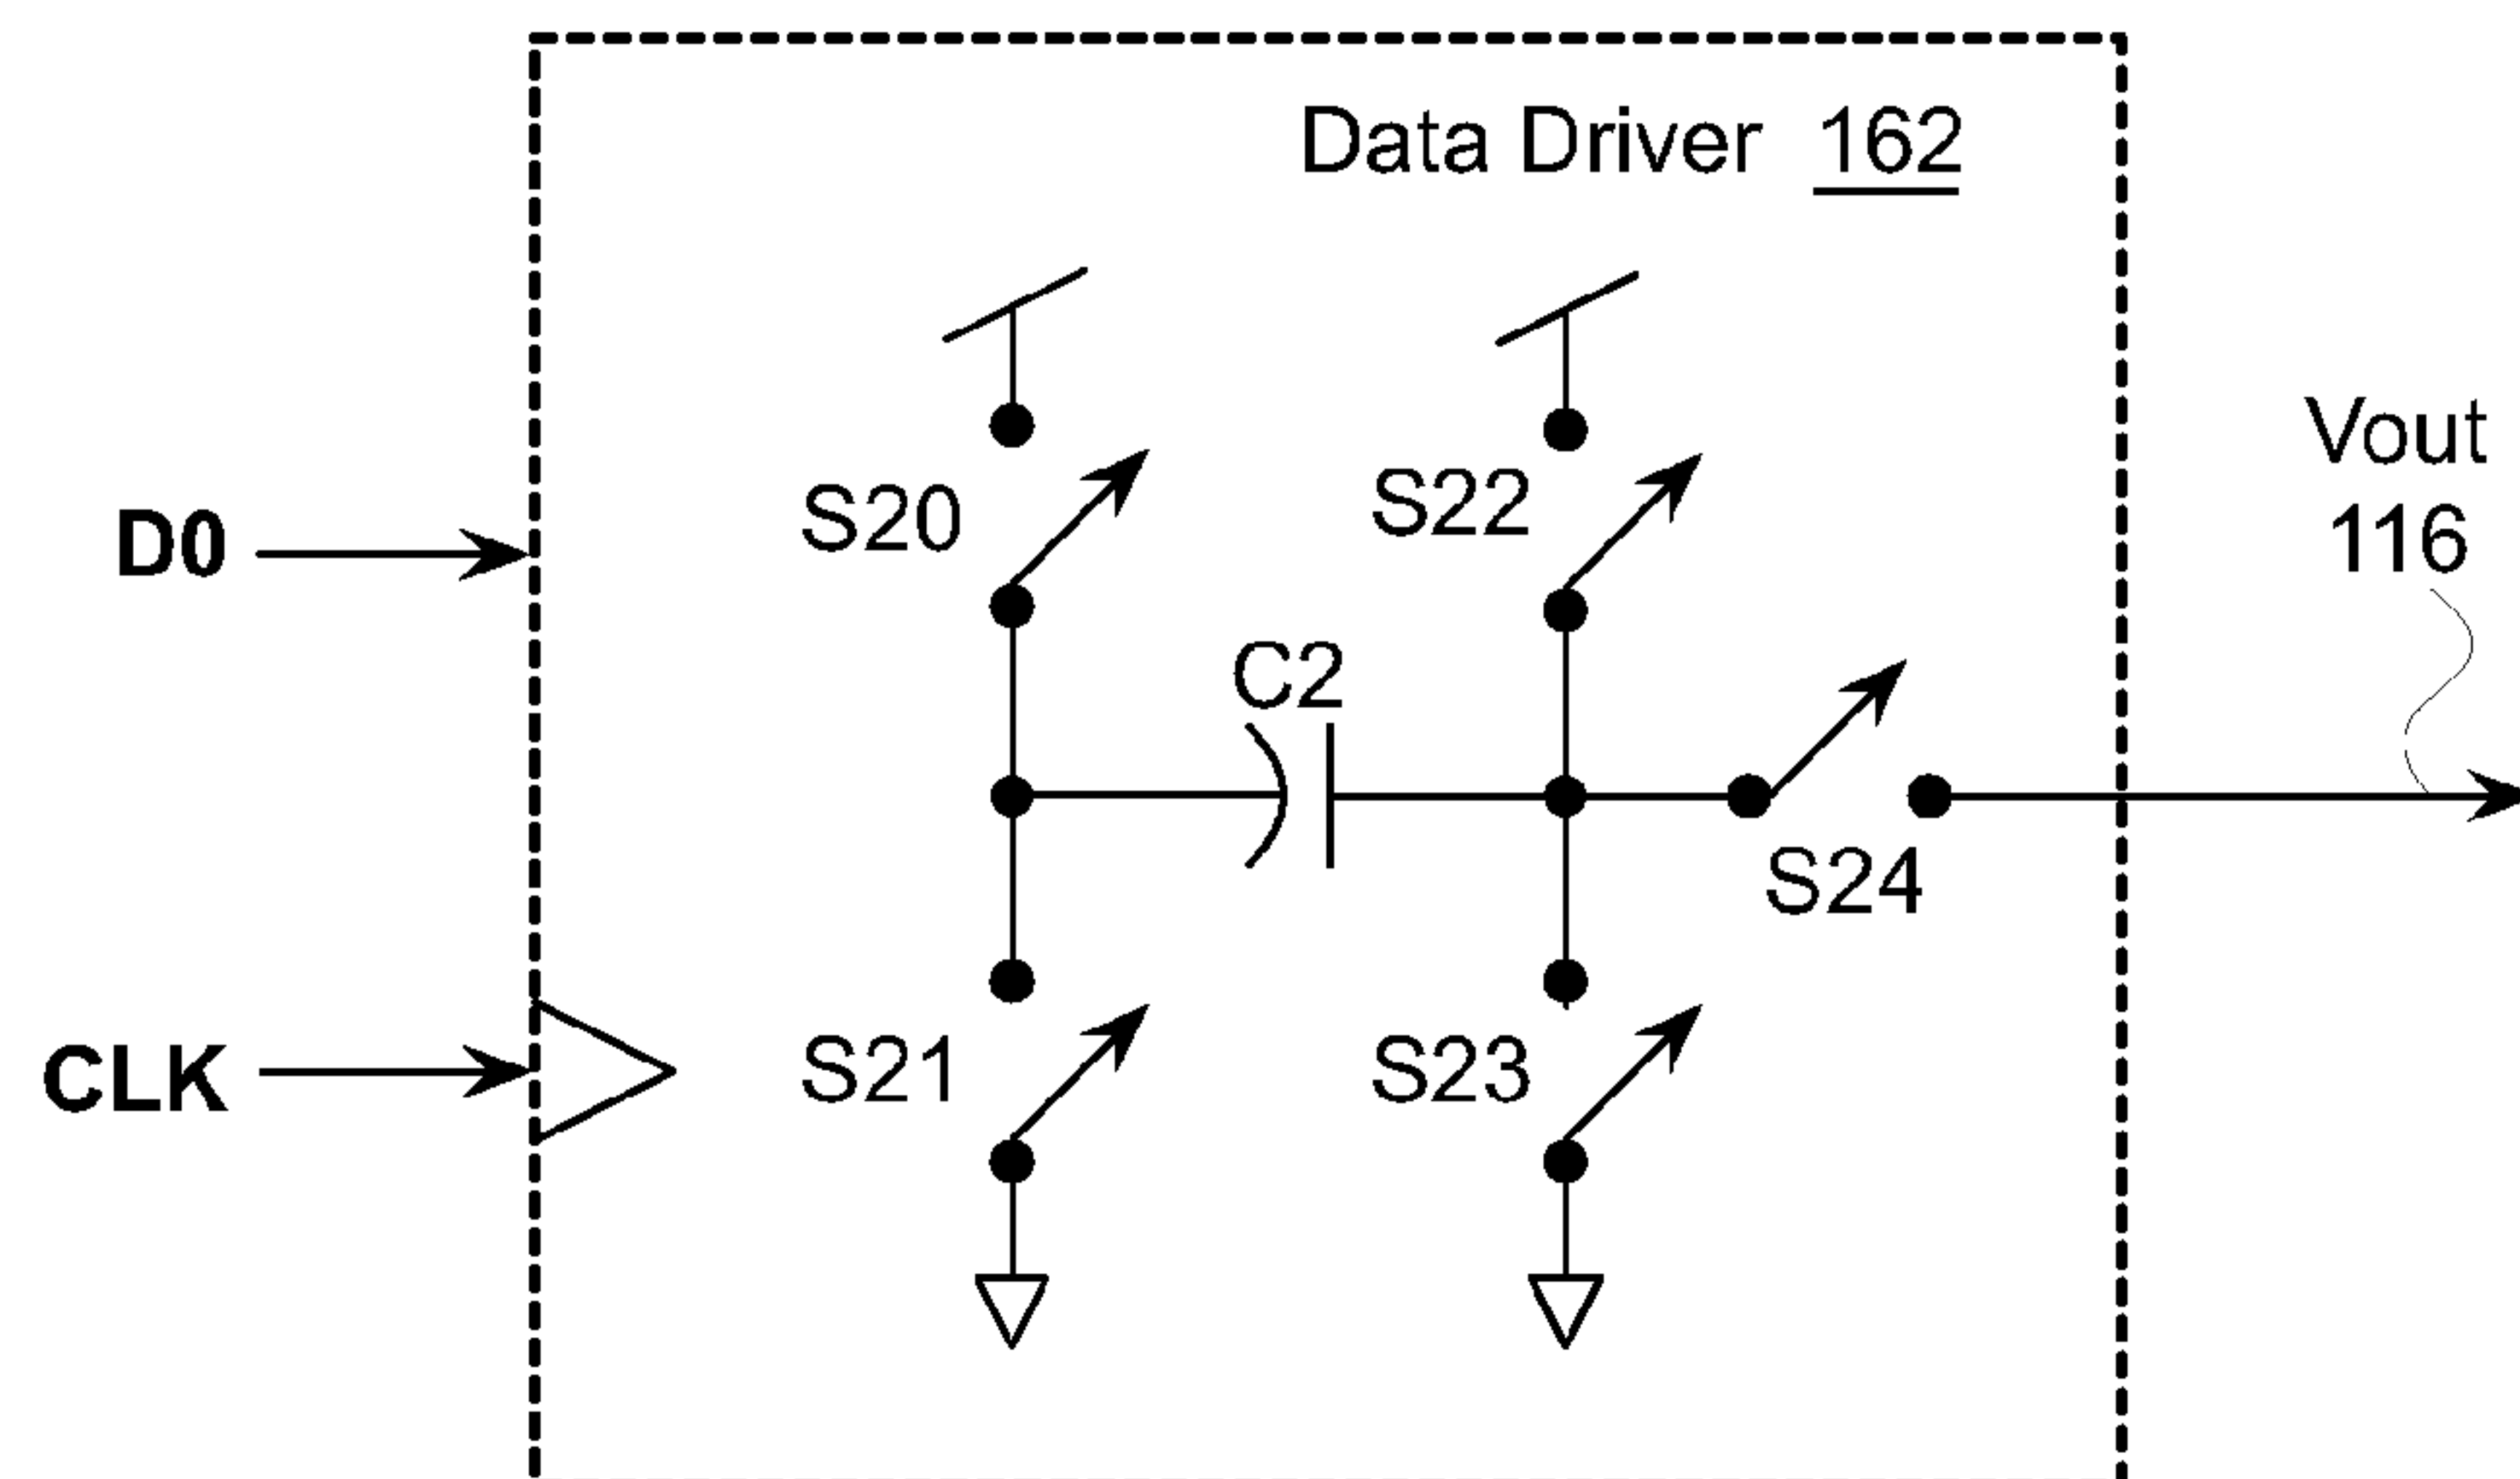 Data Driver 162
Vout
116
S20
S22
D0
C2
S24
S21
S23
CLK